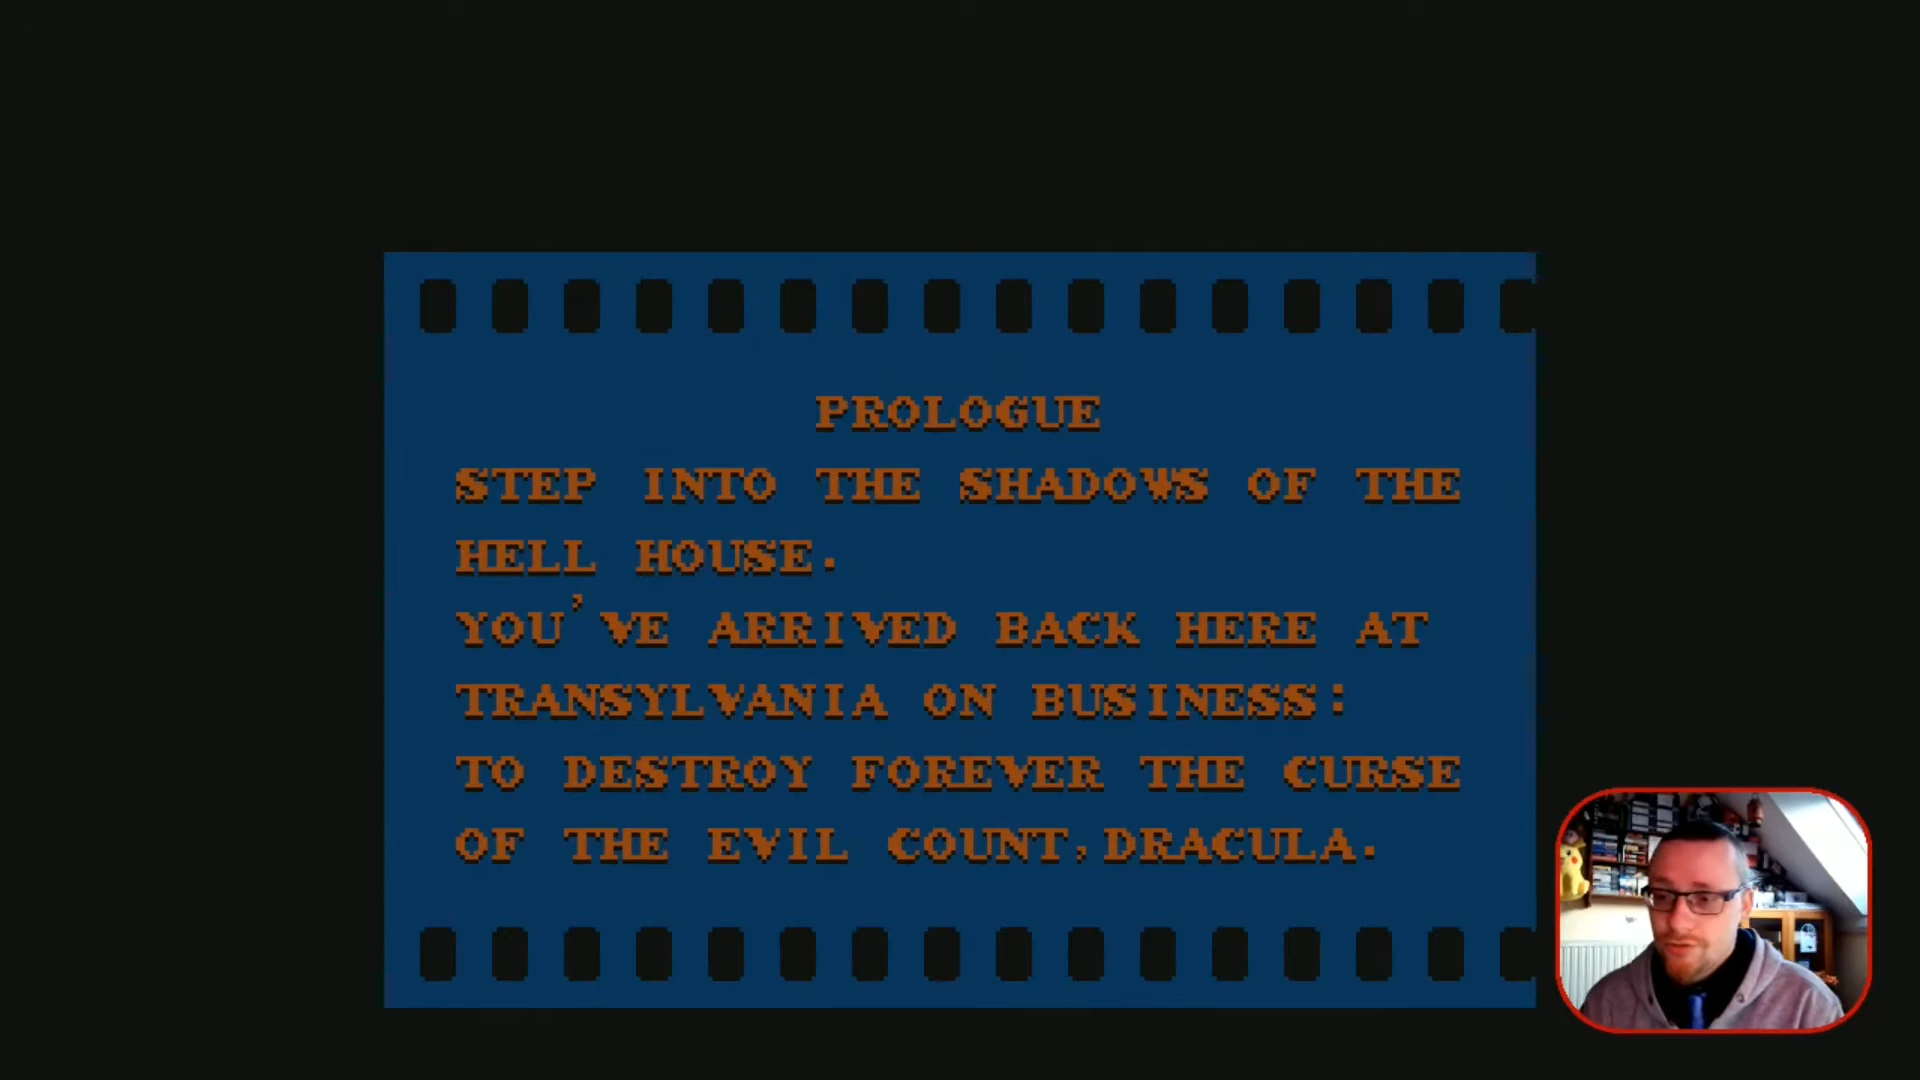 PROLOGUE
STEP INTO THE SHADOWS OF THE
HELL HOUSE.
YOU'VE ARRIVED BACK HERE AT
TRANSYLVANIA ON BUSINESS:
TO DESTROY FOREVER THE CURSE
OF THE EVIL COUNT,DRACULA.